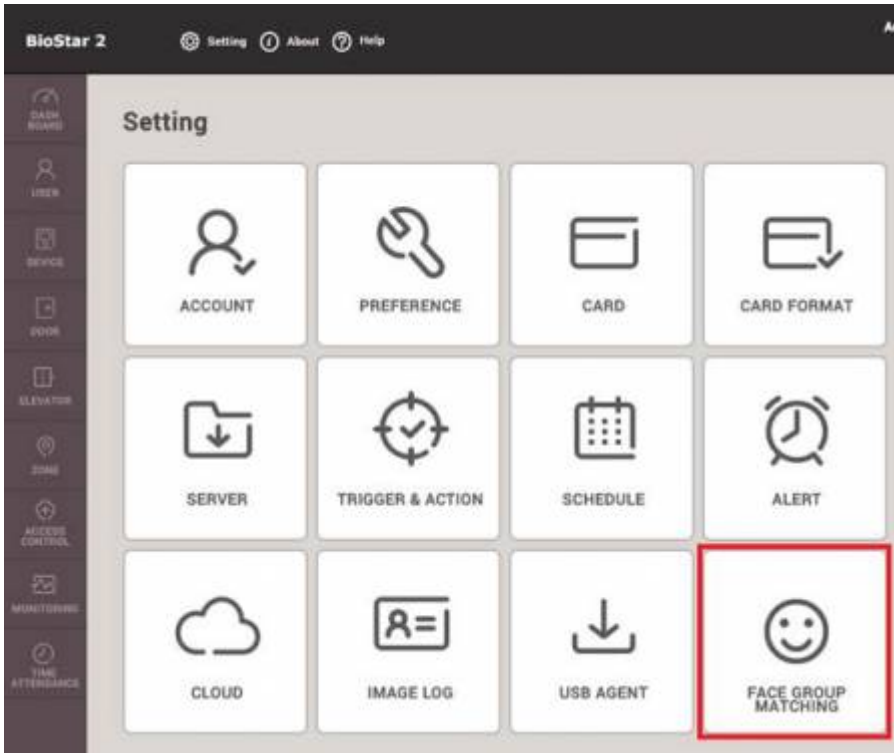 BioStar 2
Setting
About
Help
DASH
BOARD
USER
DEVICE
DOOR
ELEVATOR
ZONE
ACCESS
CONTROL
MONITORING
TIME
ATTENDANCE
Setting
ACCOUNT
PREFERENCE
CARD
CARD FORMAT
SERVER
TRIGGER & ACTION
SCHEDULE
ALERT
CLOUD
IMAGE LOG
USB AGENT
FACE GROUP
MATCHING